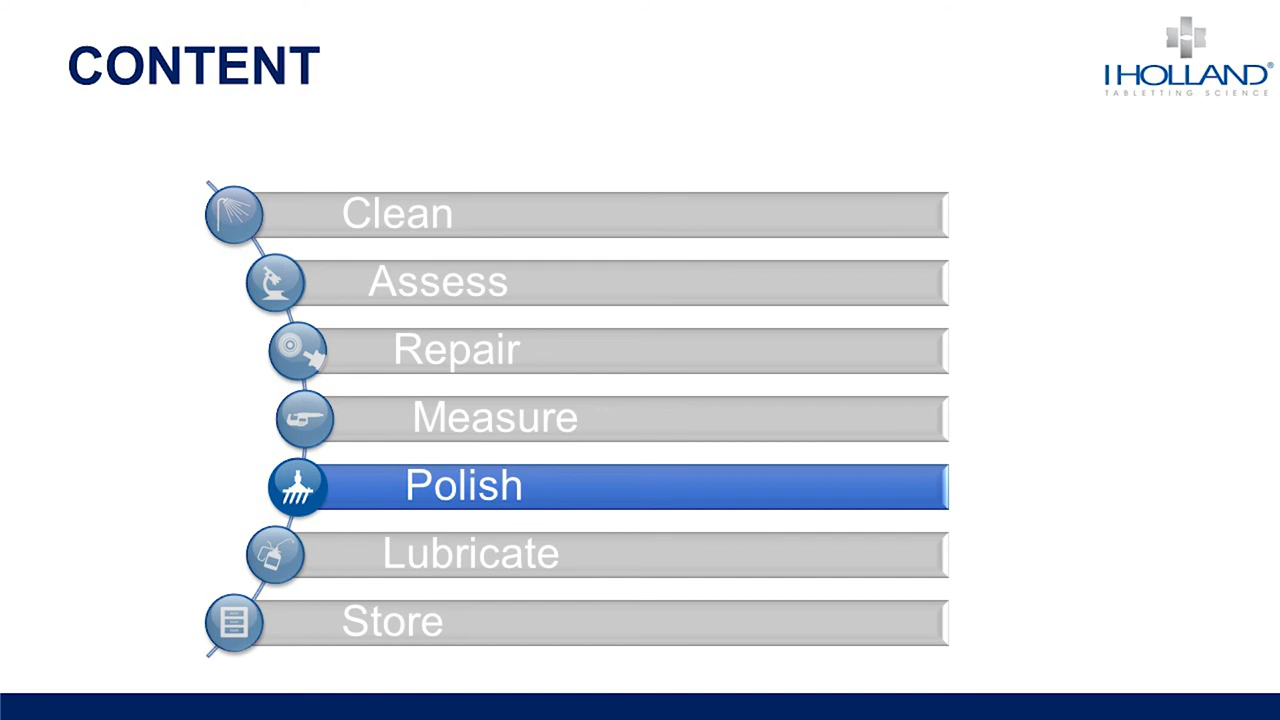 CONTENT
I HOLLAND®
TABLETTING SCIENCE
Clean
Assess
Repair
Measure
Polish
Lubricate
Store